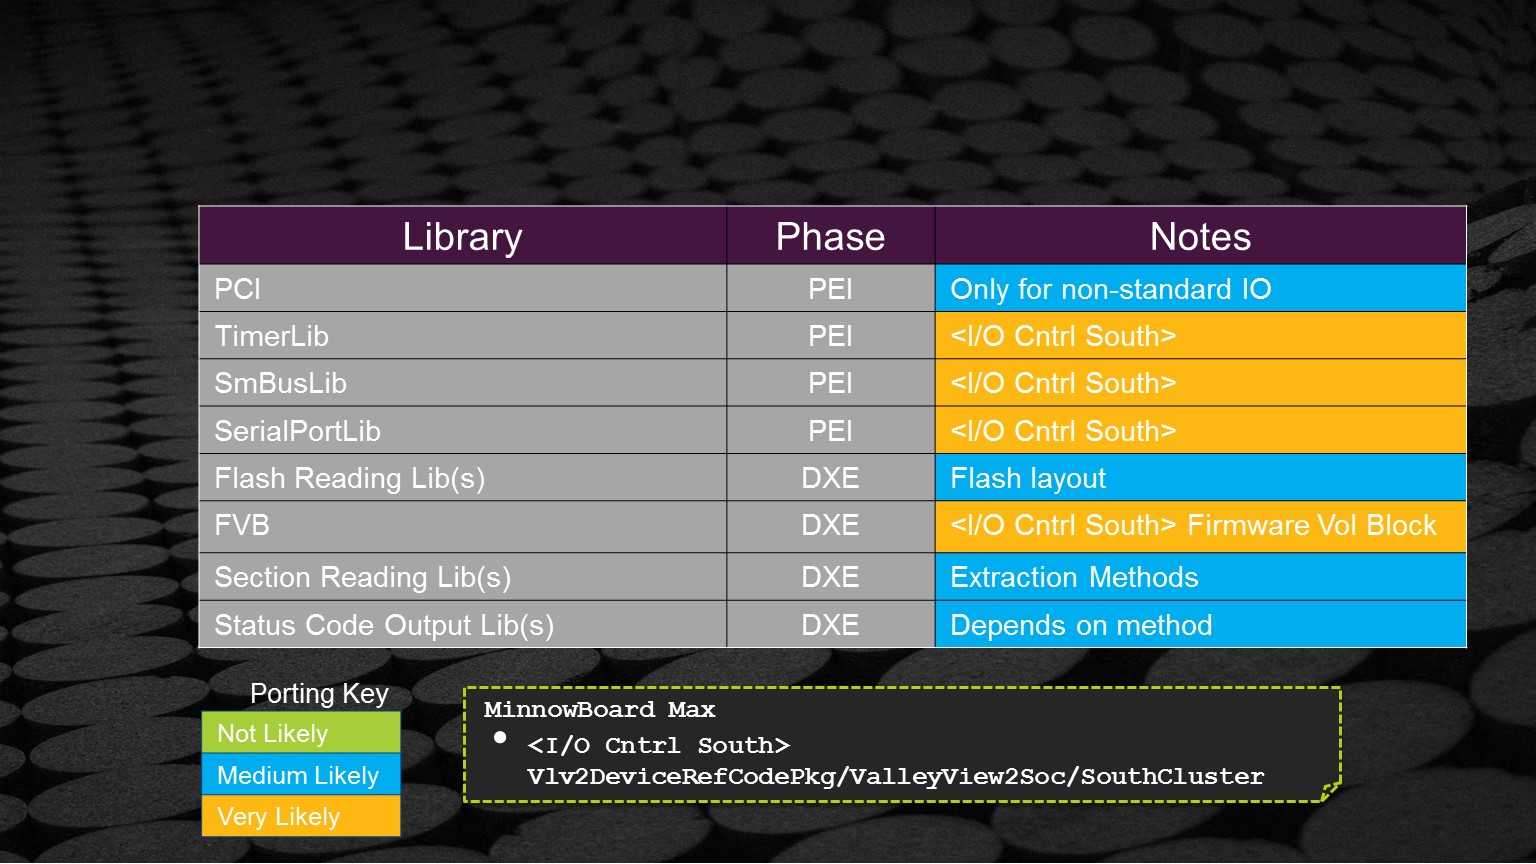 Library Phase Notes
PCI PEI Only for non-standard IO
TimerLib PEI <I/O Cntrl South>
SmBusLib PEI <I/O Cntrl South>
SerialPortLib PEI <I/O Cntrl South>
Flash Reading Lib(s) DXE Flash layout
FVB DXE <I/O Cntrl South> Firmware Vol Block
Section Reading Lib(s) DXE Extraction Methods
Status Code Output Lib(s) DXE Depends on method
Porting Key
Not Likely
Medium Likely
Very Likely
MinnowBoard Max
• <I/O Cntrl South>
Vlv2DeviceRefCodePkg/ValleyView2Soc/SouthCluster